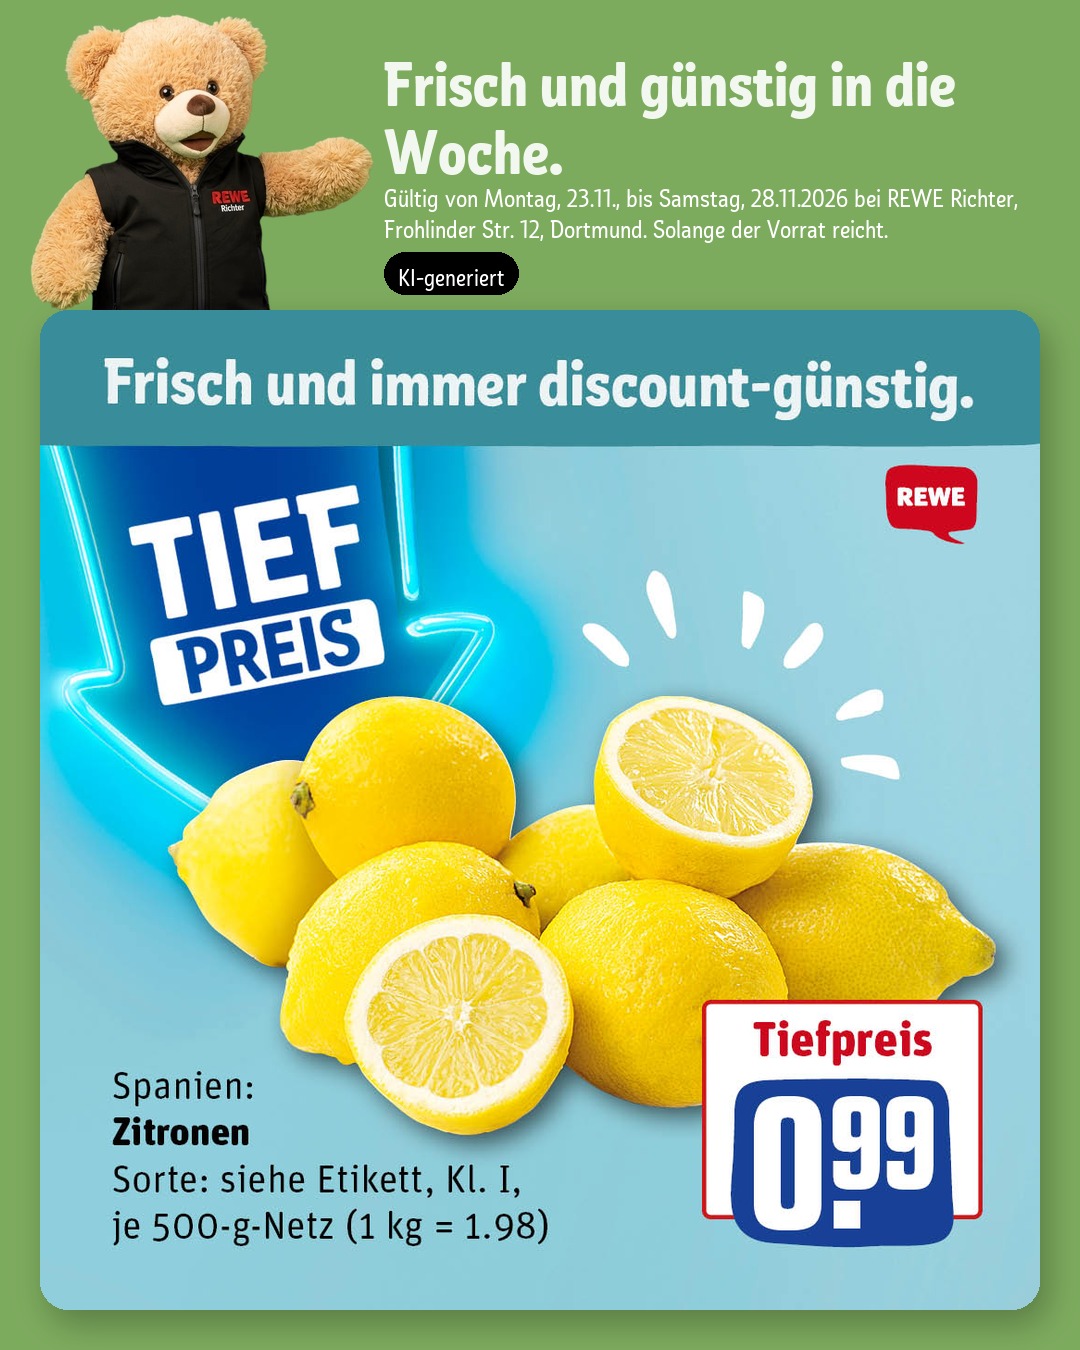 REWE
Richter
Frisch und günstig in die
Woche.
Gültig von Montag, 23.11., bis Samstag, 28.11.2026 bei REWE Richter,
Frohlinder Str. 12, Dortmund. Solange der Vorrat reicht.
KI-generiert
Frisch und immer discount-günstig.
TIEF
PREIS
REWE
Spanien:
Zitronen
Sorte: siehe Etikett, Kl. I,
je 500-g-Netz (1 kg = 1.98)
Tiefpreis
0.99